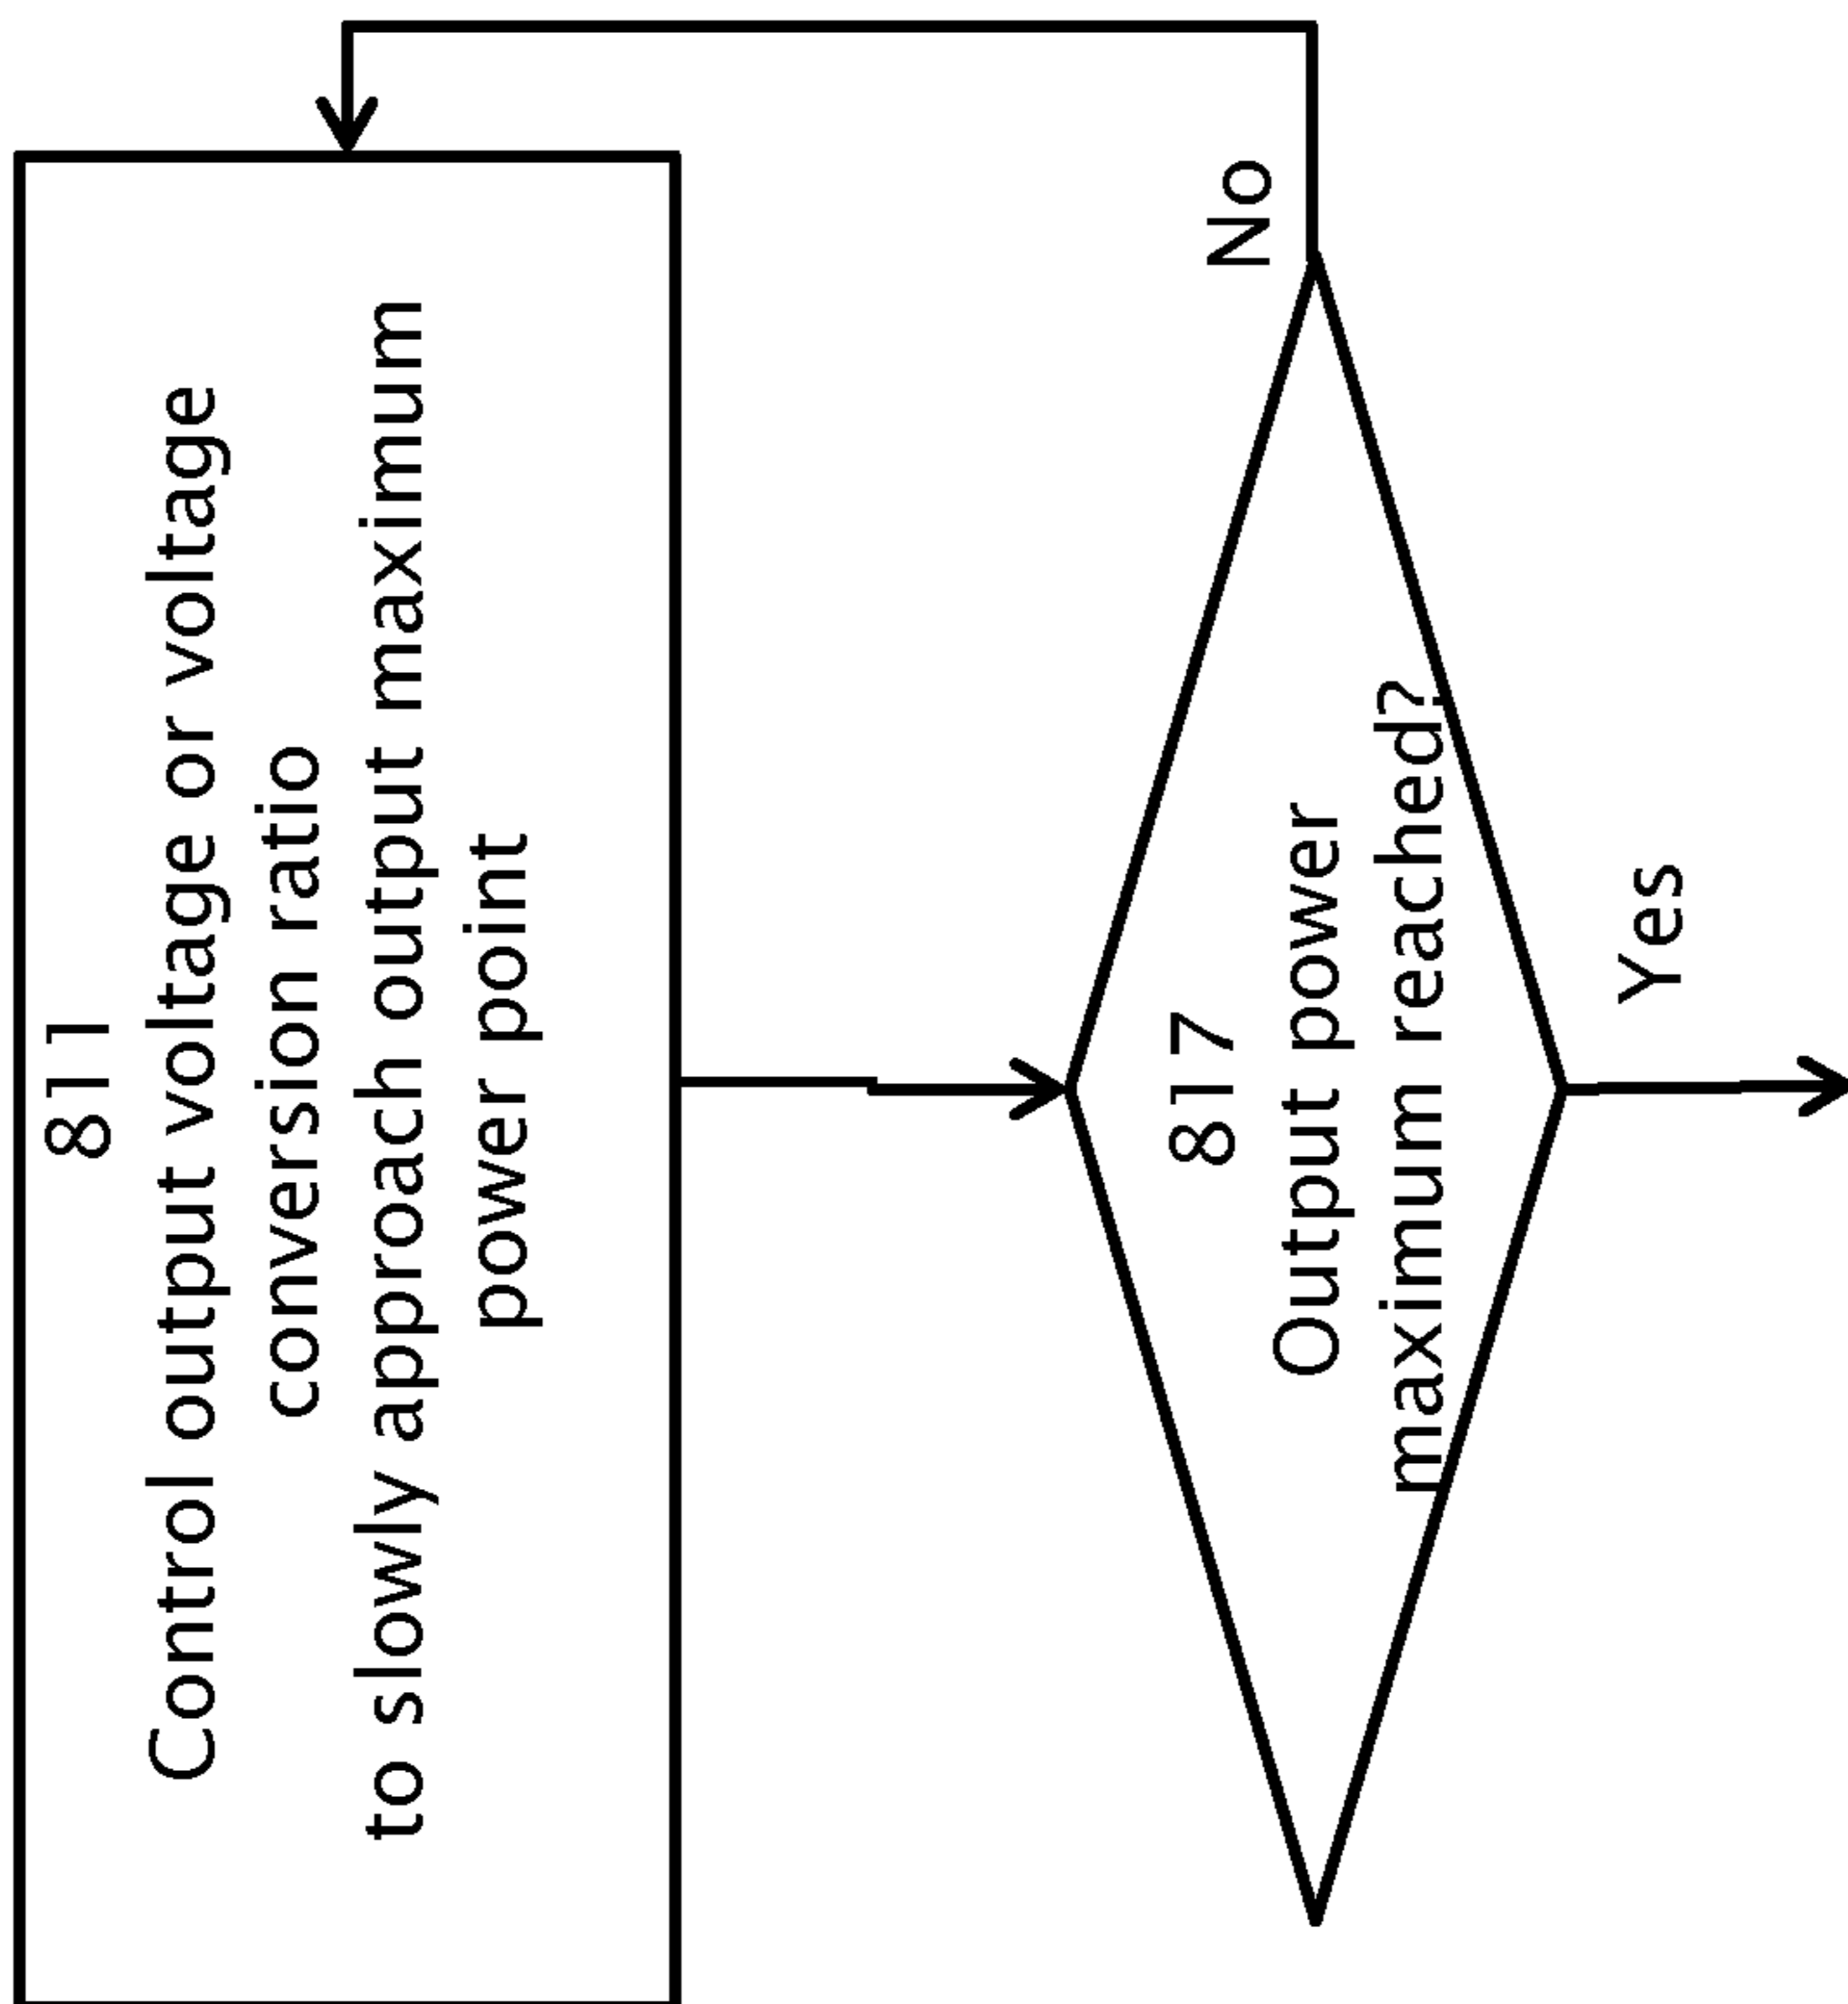 811
Control output voltage or voltage
conversion ratio
to slowly approach output maximum
power point
817
Output power
maximum reached?
No
Yes